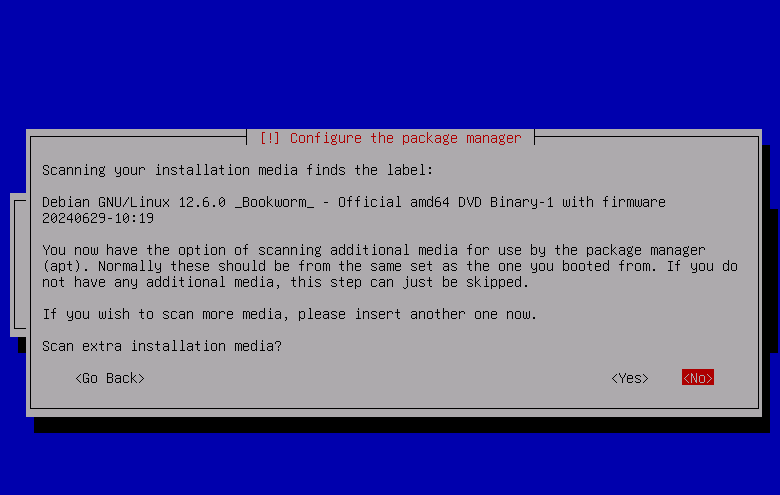 [!] Configure the package manager
Scanning your installation media finds the label:
Debian GNU/Linux 12.6.0 _Bookworm_ - Official amd64 DVD Binary-1 with firmware
20240629-10:19
You now have the option of scanning additional media for use by the package manager
(apt). Normally these should be from the same set as the one you booted from. If you do
not have any additional media, this step can just be skipped.
If you wish to scan more media, please insert another one now.
Scan extra installation media?
<Go Back> <Yes> <No>